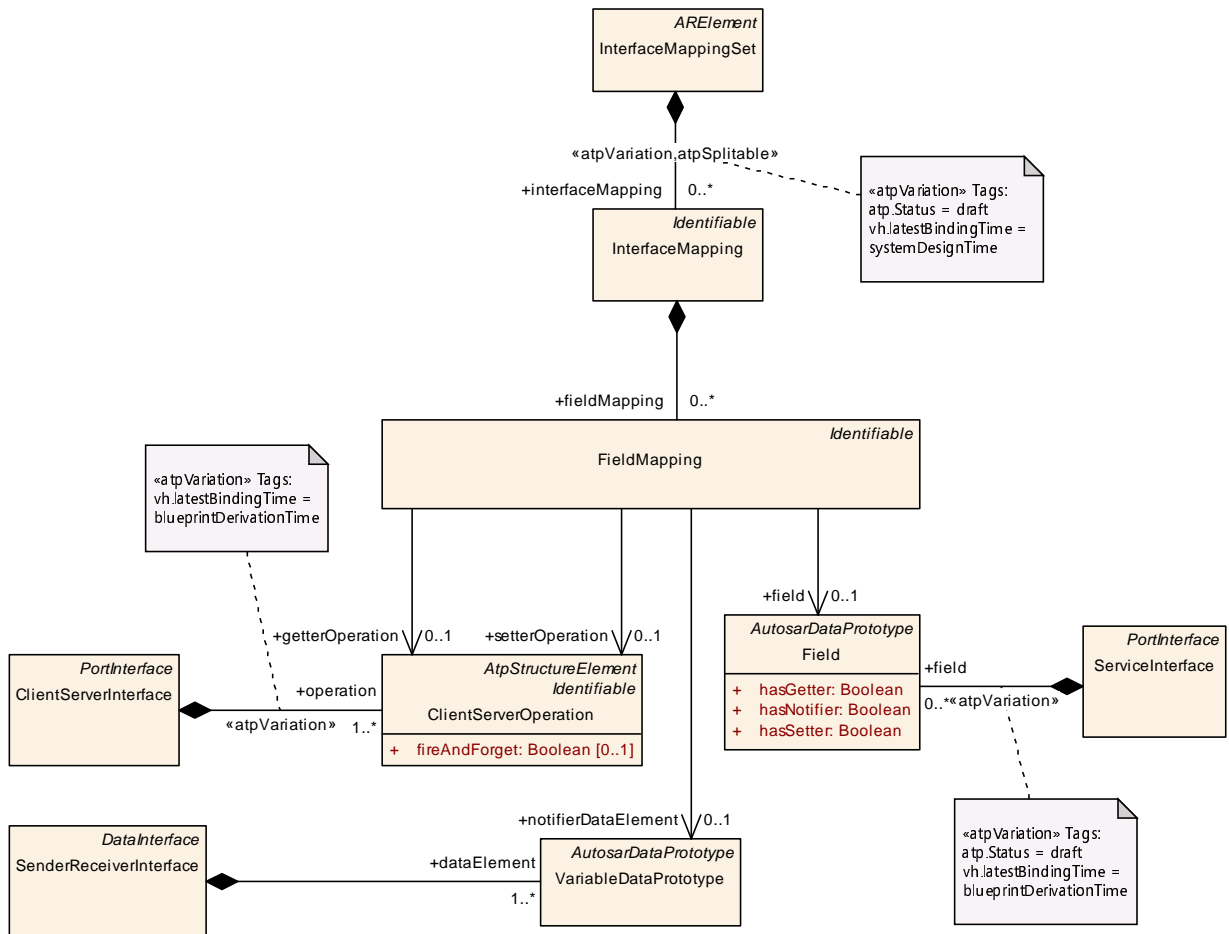 ARElement
InterfaceMappingSet
«atpVariation,atpSplitable»
+interfaceMapping 0..*
«atpVariation» Tags:
atp.Status = draft
vh.latestBindingTime =
systemDesignTime
Identifiable
InterfaceMapping
+fieldMapping 0..*
Identifiable
FieldMapping
«atpVariation» Tags:
vh.latestBindingTime =
blueprintDerivationTime
+getterOperation 0..1
+setterOperation 0..1
+field 0..1
PortInterface
ClientServerInterface
+operation
«atpVariation» 1..*
AtpStructureElement
Identifiable
ClientServerOperation
+ fireAndForget: Boolean [0..1]
AutosarDataPrototype
Field
+ hasGetter: Boolean
+ hasNotifier: Boolean
+ hasSetter: Boolean
+field
0..* «atpVariation»
PortInterface
ServiceInterface
«atpVariation» Tags:
atp.Status = draft
vh.latestBindingTime =
blueprintDerivationTime
+notifierDataElement 0..1
DataInterface
SenderReceiverInterface
+dataElement
1..*
AutosarDataPrototype
VariableDataPrototype